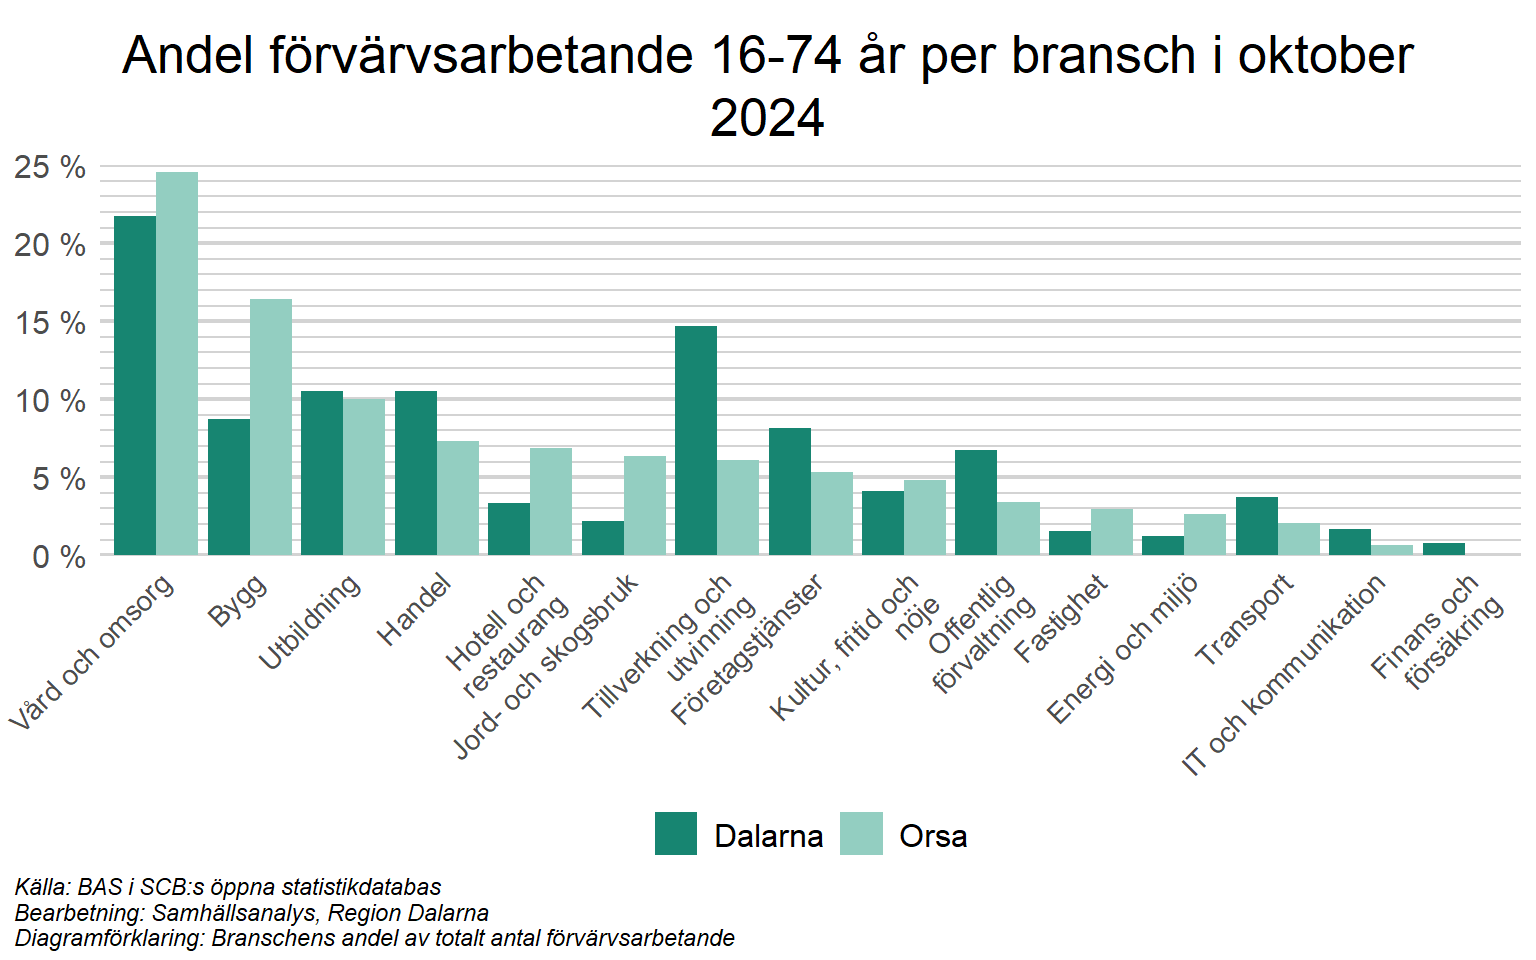 Andel förvärvsarbetande 16-74 år per bransch i oktober
2024
25 %
20 %
15 %
10 %
5 %
0 %
Vård och omsorg
Bygg
Utbildning
Handel
Hotell och
restaurang
Jord- och skogsbruk
Tillverkning och
utvinning
Företagstjänster
Kultur, fritid och
nöje
Offentlig
förvaltning
Fastighet
Energi och miljö
Transport
IT och kommunikation
Finans och
försäkring
Dalarna
Orsa
Källa: BAS i SCB:s öppna statistikdatabas
Bearbetning: Samhällsanalys, Region Dalarna
Diagramförklaring: Branschens andel av totalt antal förvärvsarbetande